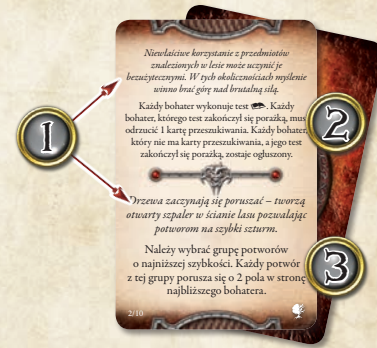 Niewłaściwe korzystanie z przedmiotów
znalezionych w lesie może uczynić je
bezużytecznymi. W tych okolicznościach myślenie
winno brać górę nad brutalną siłą.
Każdy bohater wykonuje test . Każdy
bohater, którego test zakończył się porażką, mus
odrzucić 1 kartę przeszukiwania. Każdy bohater,
który nie ma karty przeszukiwania, a jego test
zakończył się porażką, zostaje ogłuszony.
Drzewa zaczynają się poruszać – tworzą
otwarty szpaler w ścianie lasu pozwalając
potworom na szybki szturm.
Należy wybrać grupę potworów
o najniższej szybkości. Każdy potwór
z tej grupy porusza się o 2 pola w stronę
najbliższego bohatera.
2/10
1
2
3